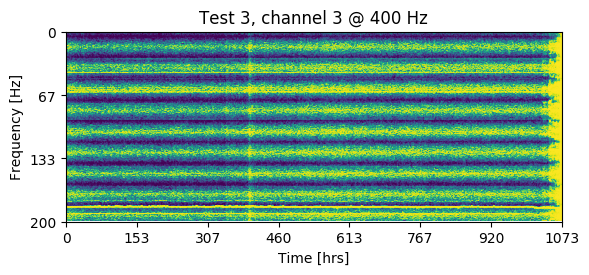 Test 3, channel 3 @ 400 Hz
0
67
133
200
Frequency [Hz]
0 153 307 460 613 767 920 1073
Time [hrs]